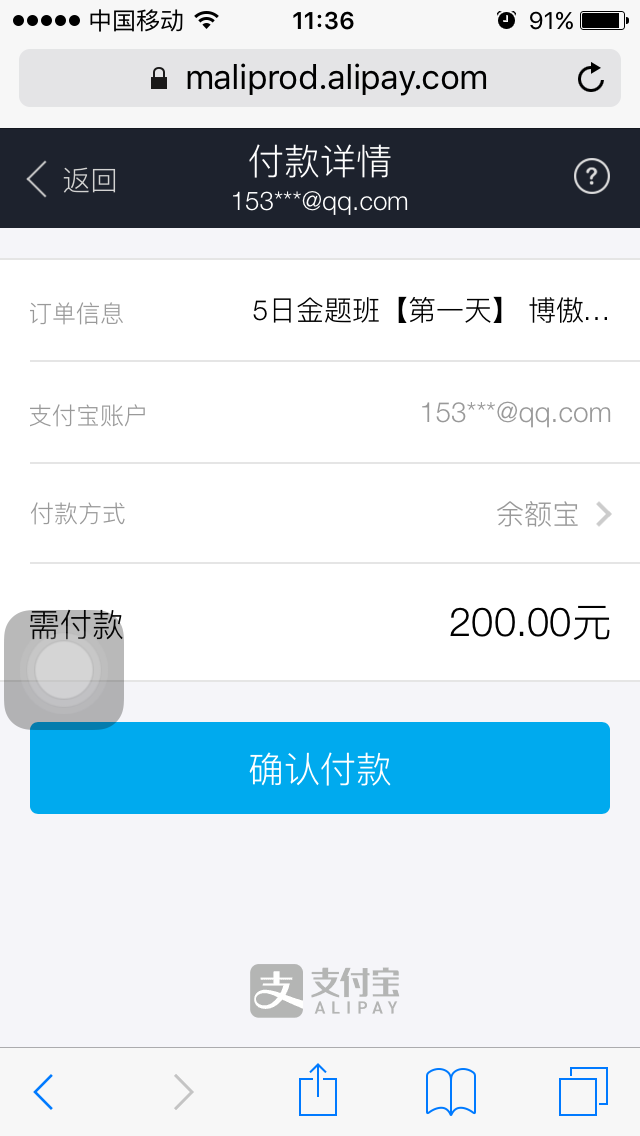 中国移动 11:36 91%
maliprod.alipay.com
返回 付款详情 ?
153***@qq.com
订单信息 5日金题班【第一天】 博傲...
支付宝账户 153***@qq.com
付款方式 余额宝
需付款 200.00元
确认付款
支 支付宝
ALIPAY